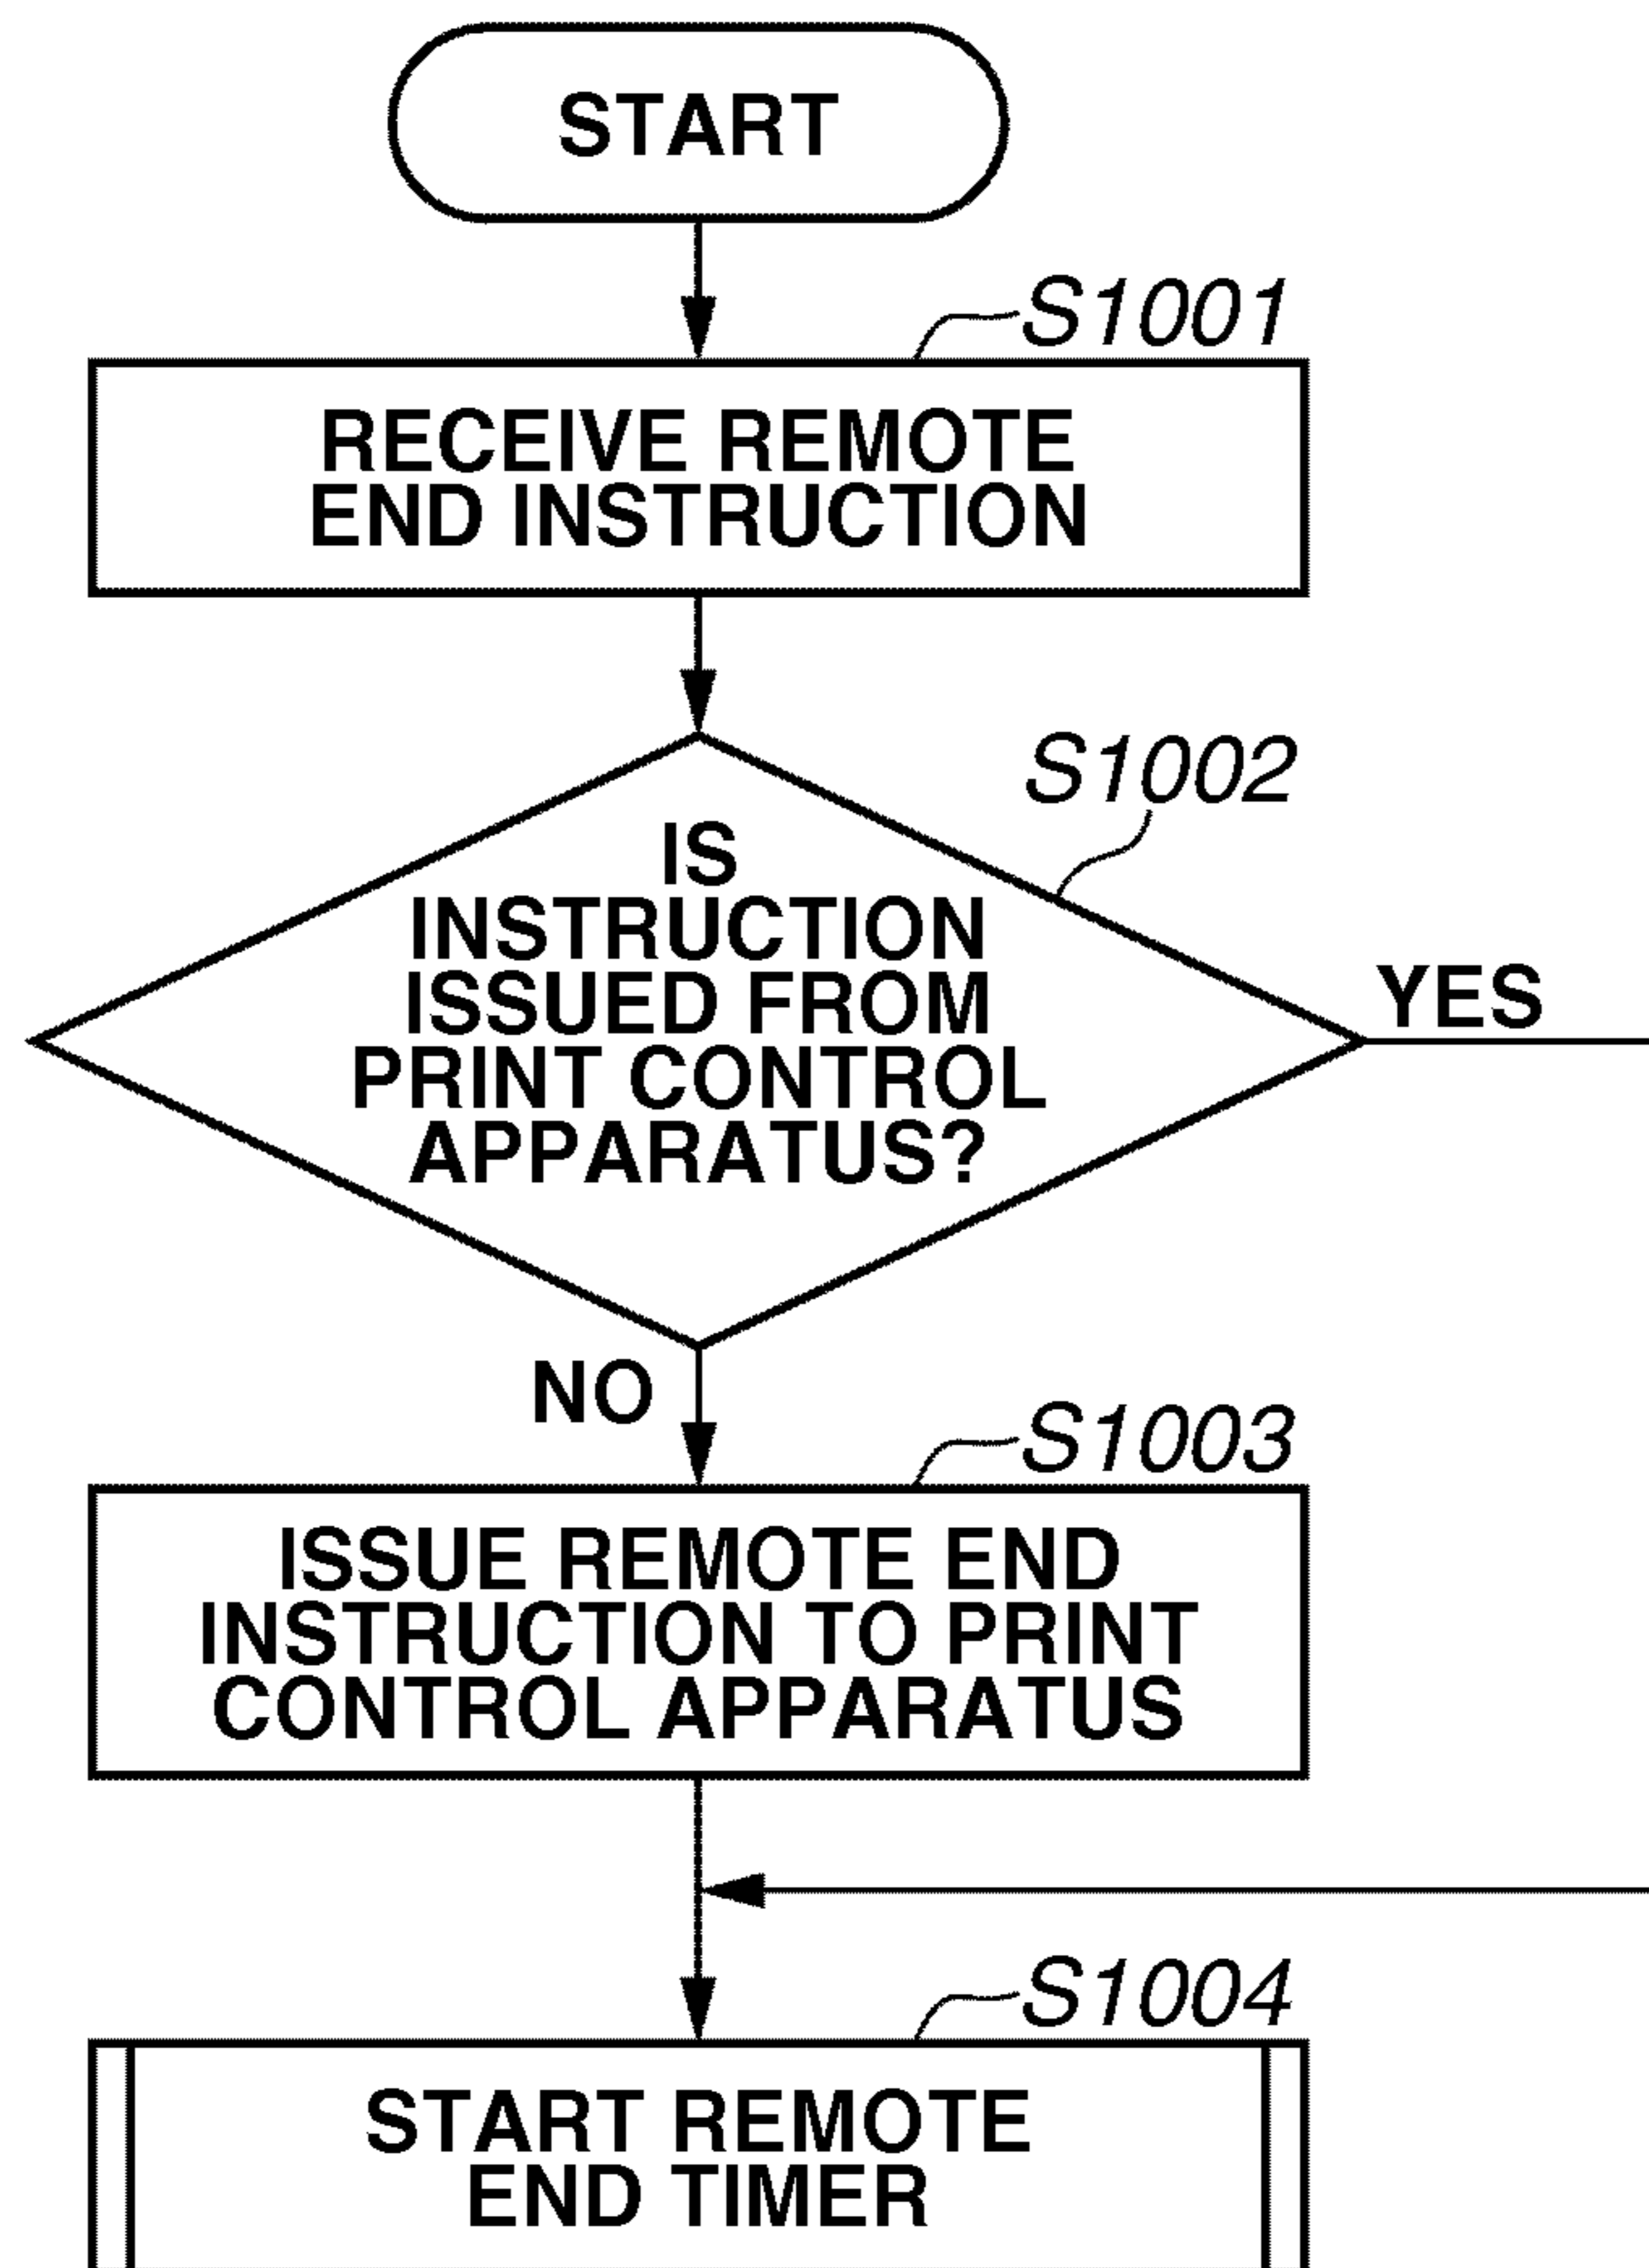 START
S1001
RECEIVE REMOTE
END INSTRUCTION
S1002
IS
INSTRUCTION
ISSUED FROM
PRINT CONTROL
APPARATUS?
YES
NO
S1003
ISSUE REMOTE END
INSTRUCTION TO PRINT
CONTROL APPARATUS
S1004
START REMOTE
END TIMER